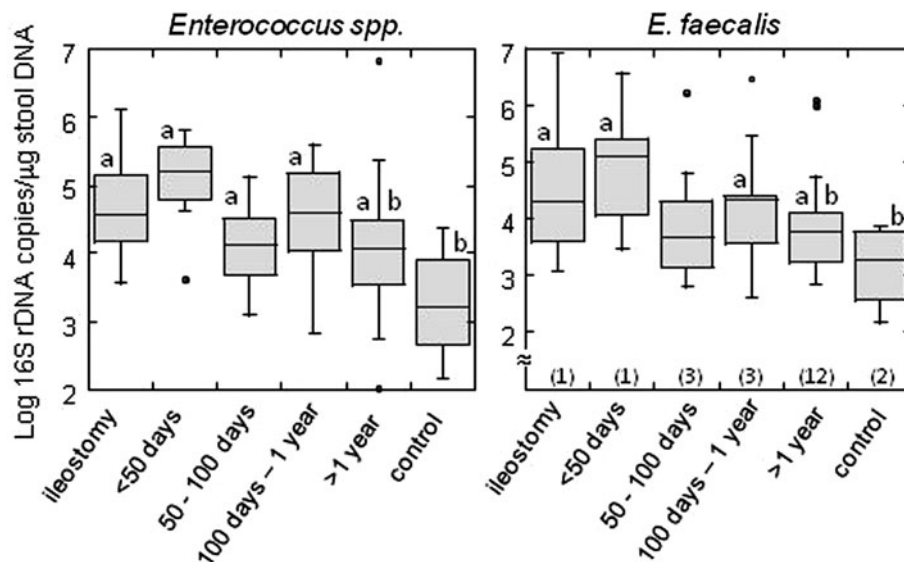 Enterococcus spp.
E. faecalis
Log 16S rDNA copies/µg stool DNA
7
6
5
4
3
2
a
a
a
a
a b
b
ileostomy
<50 days
50 - 100 days
100 days – 1 year
>1 year
control
7
6
5
4
3
2
≈
a
a
a
a b
b
(1)
(1)
(3)
(3)
(12)
(2)
ileostomy
<50 days
50 - 100 days
100 days – 1 year
>1 year
control